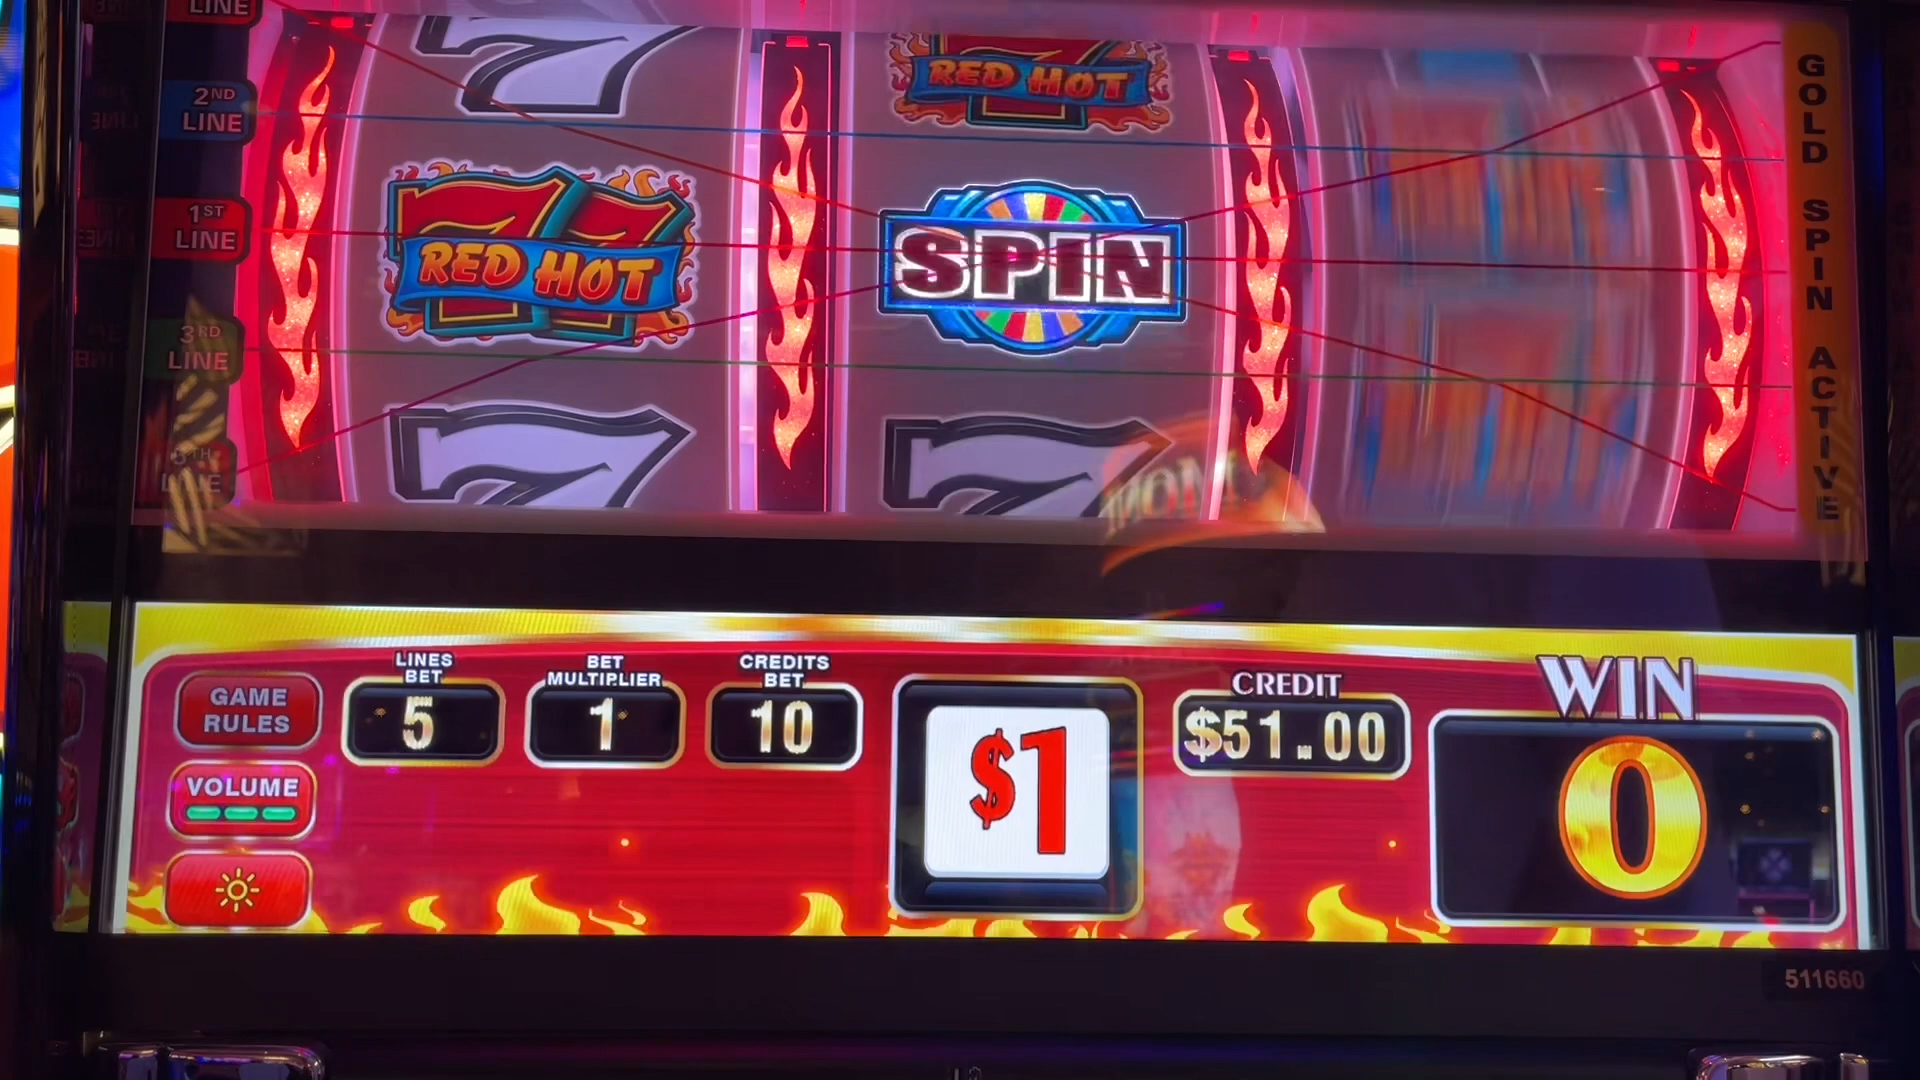 LINE
2ND
LINE
1ST
LINE
3RD
LINE
5TH
RED HOT
RED HOT
SPIN
GOLD SPIN ACTIVE
GAME
RULES
VOLUME
LINES
BET
5
BET
MULTIPLIER
1
CREDITS
BET
10
$1
CREDIT
$51.00
WIN
0
511660